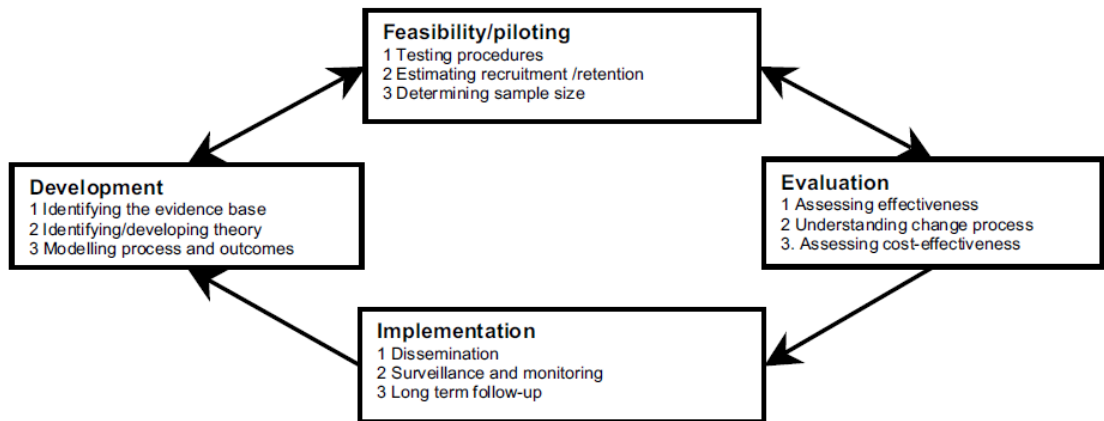 Feasibility/piloting
1 Testing procedures
2 Estimating recruitment /retention
3 Determining sample size
Development
1 Identifying the evidence base
2 Identifying/developing theory
3 Modelling process and outcomes
Evaluation
1 Assessing effectiveness
2 Understanding change process
3. Assessing cost-effectiveness
Implementation
1 Dissemination
2 Surveillance and monitoring
3 Long term follow-up